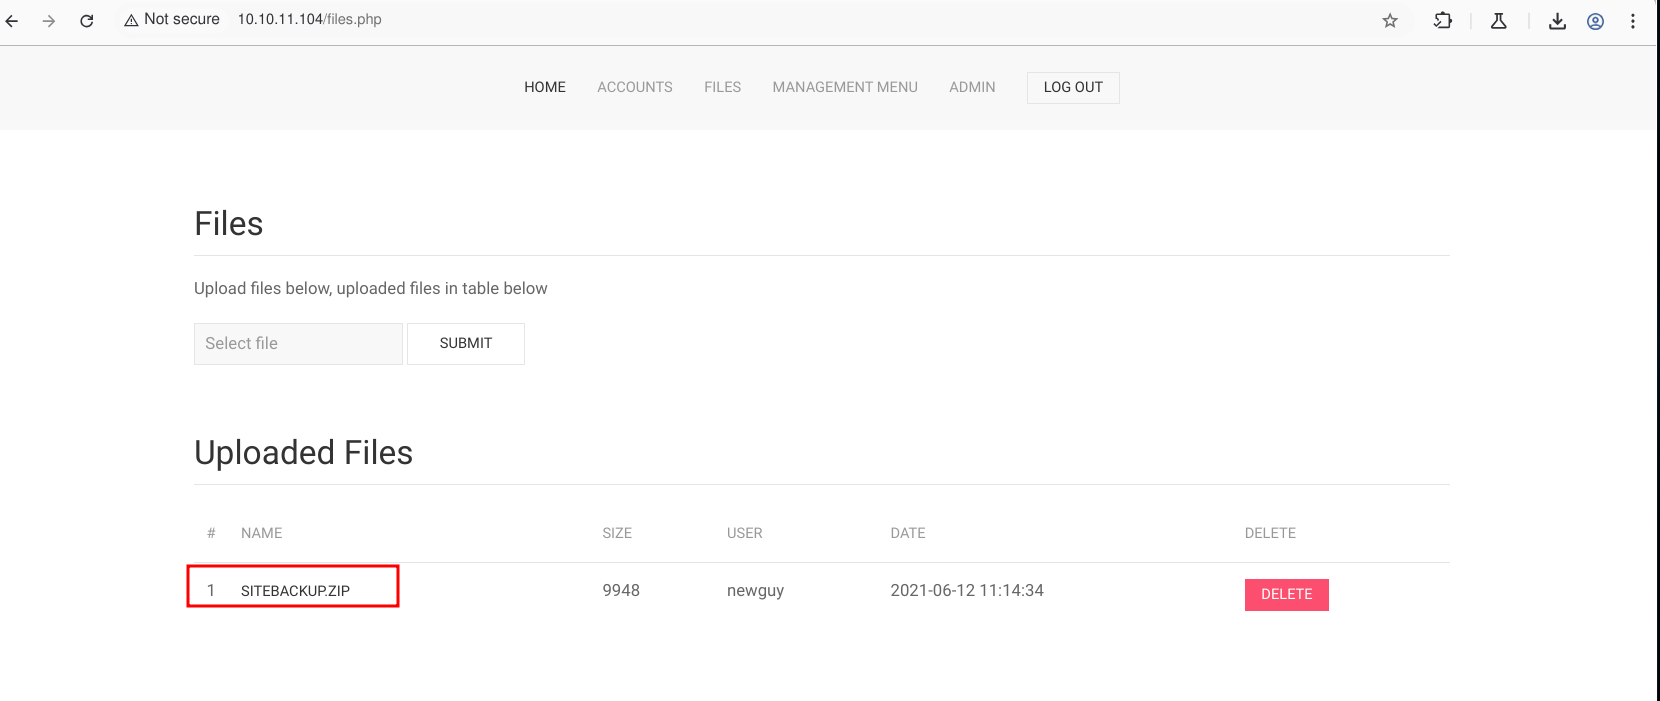 Not secure 10.10.11.104/files.php
HOME ACCOUNTS FILES MANAGEMENT MENU ADMIN LOG OUT
Files
Upload files below, uploaded files in table below
Select file SUBMIT
Uploaded Files
# NAME SIZE USER DATE DELETE
1 SITEBACKUP.ZIP 9948 newguy 2021-06-12 11:14:34 DELETE